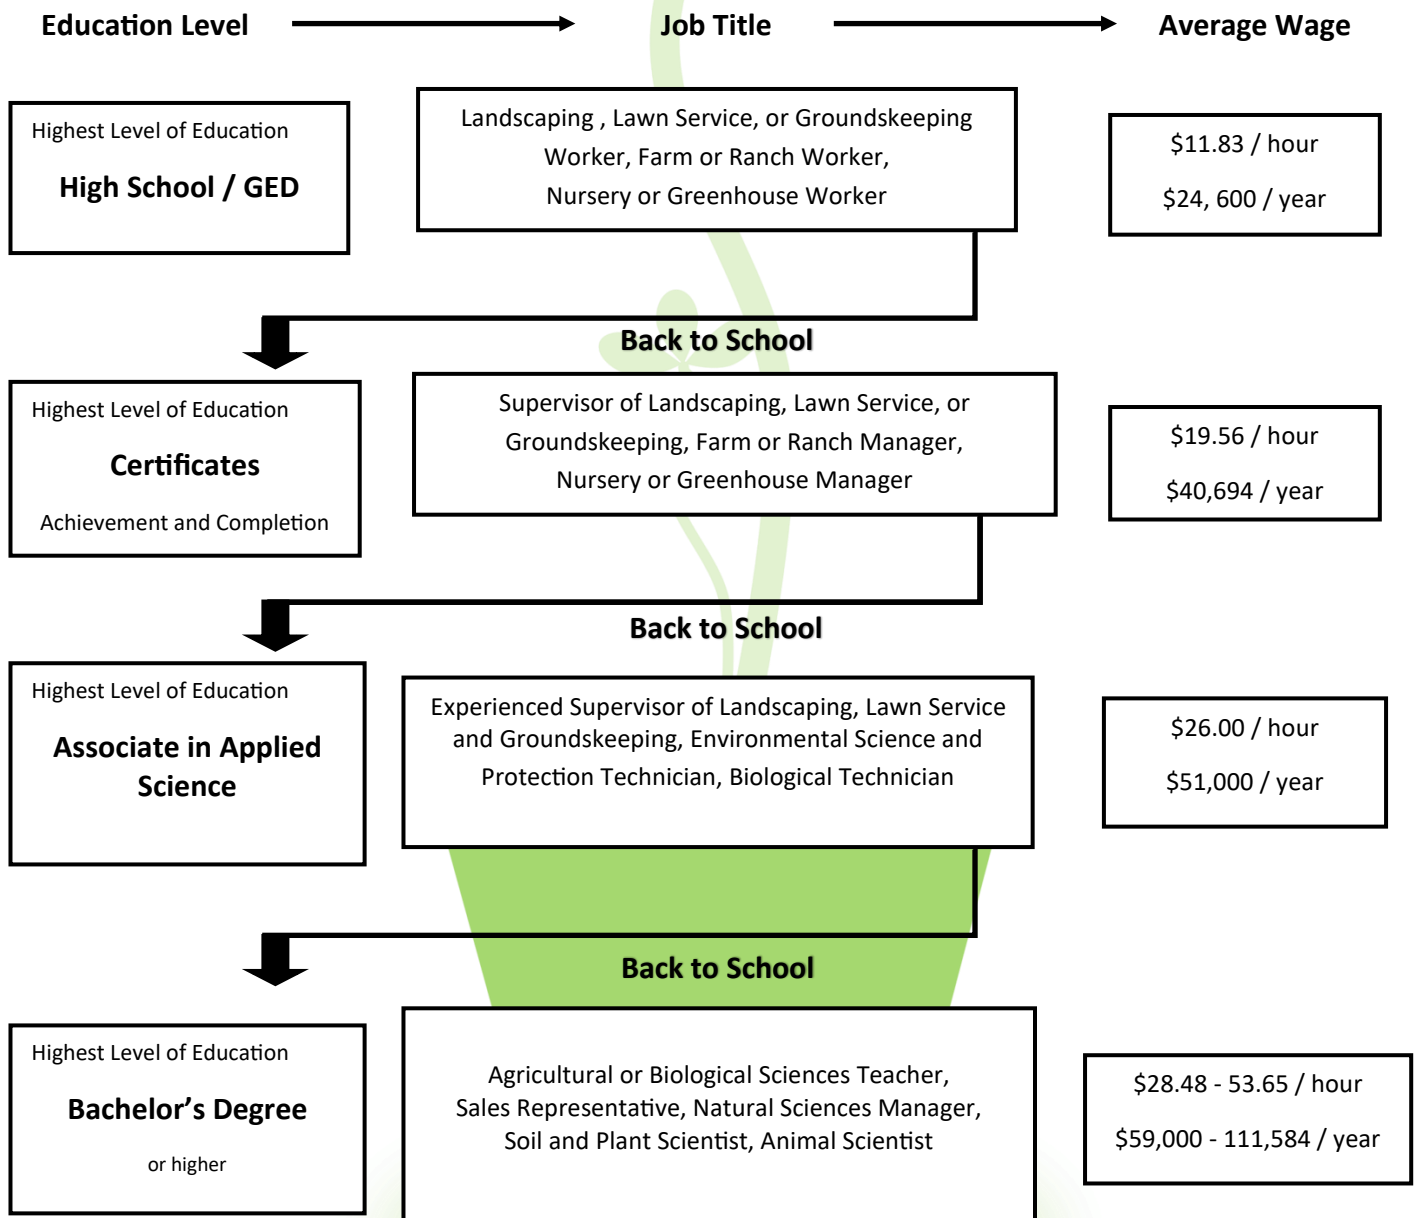 Education Level
Job Title
Average Wage
Highest Level of Education
High School / GED
Landscaping , Lawn Service, or Groundskeeping
Worker, Farm or Ranch Worker,
Nursery or Greenhouse Worker
$11.83 / hour
$24, 600 / year
Back to School
Highest Level of Education
Certificates
Achievement and Completion
Supervisor of Landscaping, Lawn Service, or
Groundskeeping, Farm or Ranch Manager,
Nursery or Greenhouse Manager
$19.56 / hour
$40,694 / year
Back to School
Highest Level of Education
Associate in Applied
Science
Experienced Supervisor of Landscaping, Lawn Service
and Groundskeeping, Environmental Science and
Protection Technician, Biological Technician
$26.00 / hour
$51,000 / year
Back to School
Highest Level of Education
Bachelor’s Degree
or higher
Agricultural or Biological Sciences Teacher,
Sales Representative, Natural Sciences Manager,
Soil and Plant Scientist, Animal Scientist
$28.48 - 53.65 / hour
$59,000 - 111,584 / year